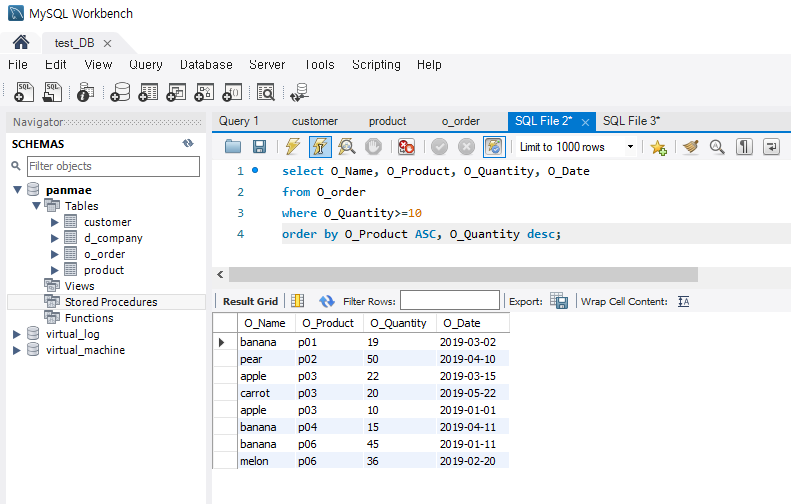 MySQL Workbench
test_DB
File Edit View Query Database Server Tools Scripting Help
Navigator
SCHEMAS
Filter objects
panmae
Tables
customer
d_company
o_order
product
Views
Stored Procedures
Functions
virtual_log
virtual_machine
Query 1 customer product o_order SQL File 2* SQL File 3*
Limit to 1000 rows
1 select O_Name, O_Product, O_Quantity, O_Date
2 from O_order
3 where O_Quantity>=10
4 order by O_Product ASC, O_Quantity desc;
Result Grid Filter Rows: Export: Wrap Cell Content:
O_Name O_Product O_Quantity O_Date
banana p01 19 2019-03-02
pear p02 50 2019-04-10
apple p03 22 2019-03-15
carrot p03 20 2019-05-22
apple p03 10 2019-01-01
banana p04 15 2019-04-11
banana p06 45 2019-01-11
melon p06 36 2019-02-20